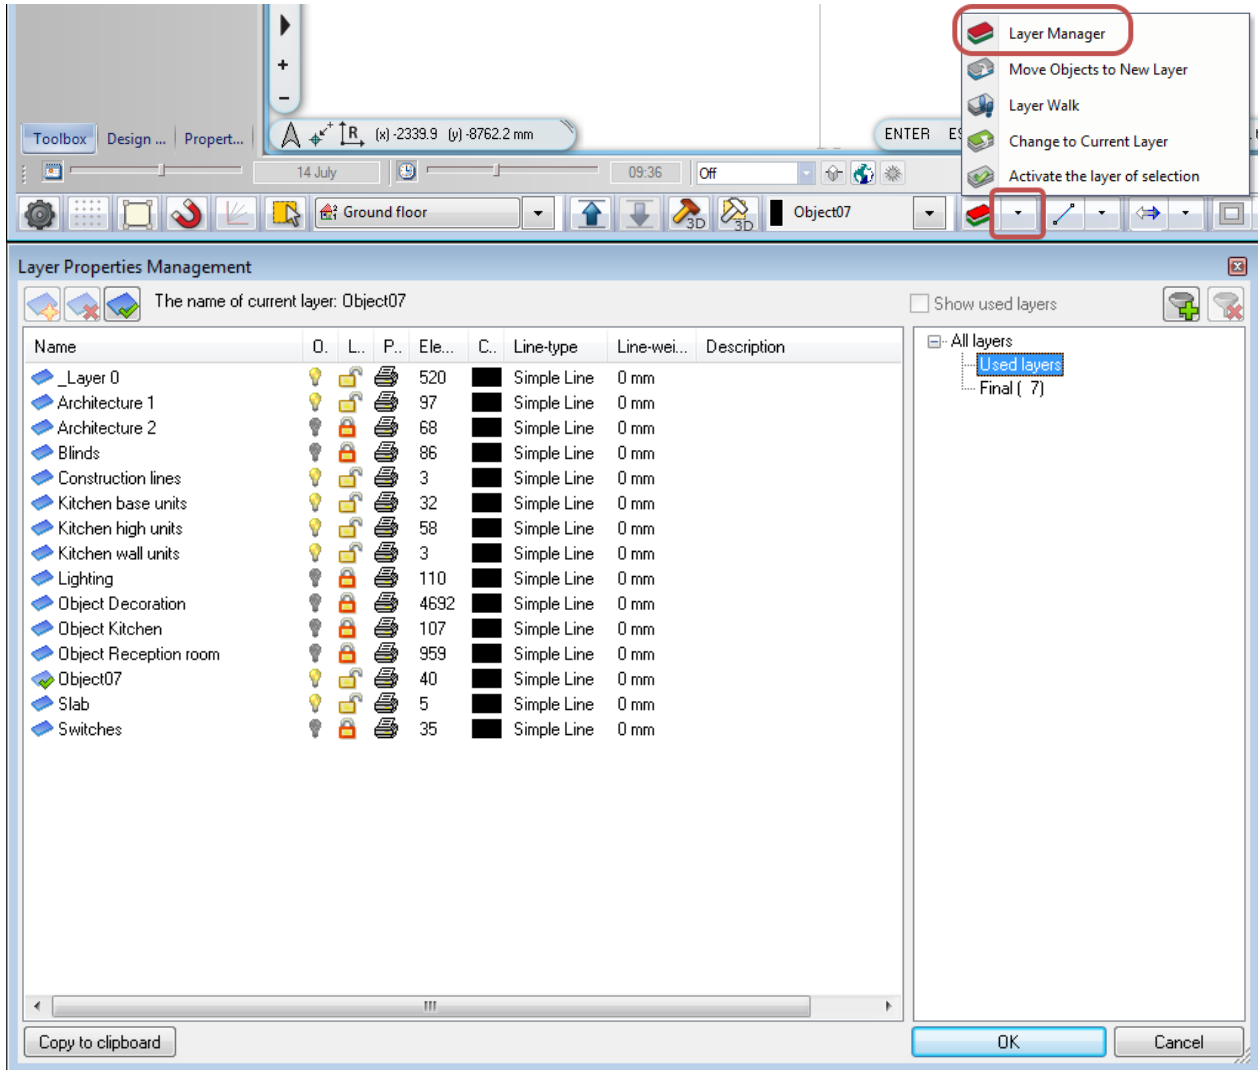 Layer Manager
Move Objects to New Layer
Layer Walk
Change to Current Layer
Activate the layer of selection
R (x) -2339.9 (y) -8762.2 mm
ENTER
Toolbox Design ... Propert...
14 July 09:36 Off
Ground floor 3D 3D Object07
Layer Properties Management
The name of current layer: Object07
Show used layers
Name O. L.. P.. Ele... C.. Line-type Line-wei... Description
_Layer 0 520 Simple Line 0 mm
Architecture 1 97 Simple Line 0 mm
Architecture 2 68 Simple Line 0 mm
Blinds 86 Simple Line 0 mm
Construction lines 3 Simple Line 0 mm
Kitchen base units 32 Simple Line 0 mm
Kitchen high units 58 Simple Line 0 mm
Kitchen wall units 3 Simple Line 0 mm
Lighting 110 Simple Line 0 mm
Object Decoration 4692 Simple Line 0 mm
Object Kitchen 107 Simple Line 0 mm
Object Reception room 959 Simple Line 0 mm
Object07 40 Simple Line 0 mm
Slab 5 Simple Line 0 mm
Switches 35 Simple Line 0 mm
All layers
Used layers
Final ( 7)
Copy to clipboard
OK
Cancel